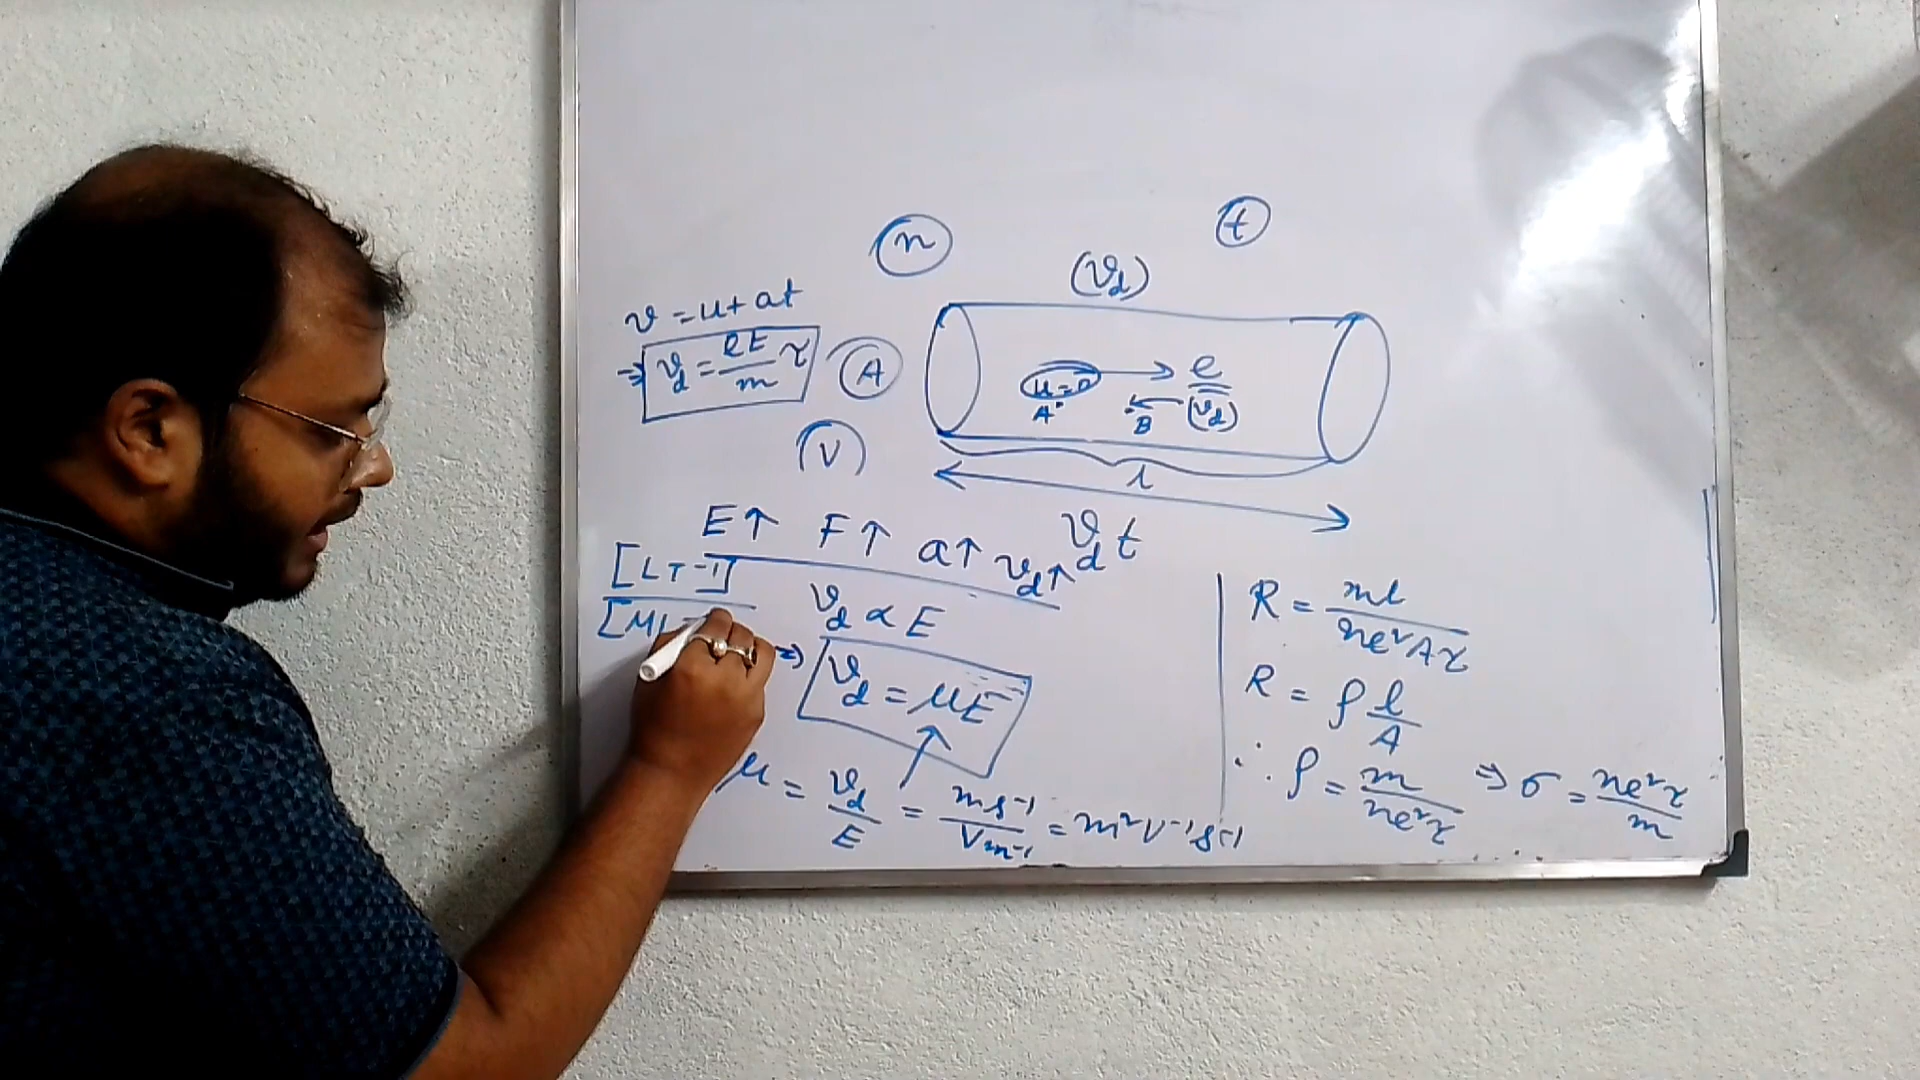 n
t
(v_d)
v = u + at
⇒ v_d = eE/m τ
A
u=0
e
A
B
(v_d)
V
l
v_d t
E↑ F↑ a↑ v_d↑
[LT⁻¹]
v_d ∝ E
⇒ v_d = μE
μ = v_d/E = ms⁻¹/Vm⁻¹ = m²V⁻¹s⁻¹
R = ml/ne²Aτ
R = ρ l/A
∴ ρ = m/ne²τ ⇒ σ = ne²τ/m